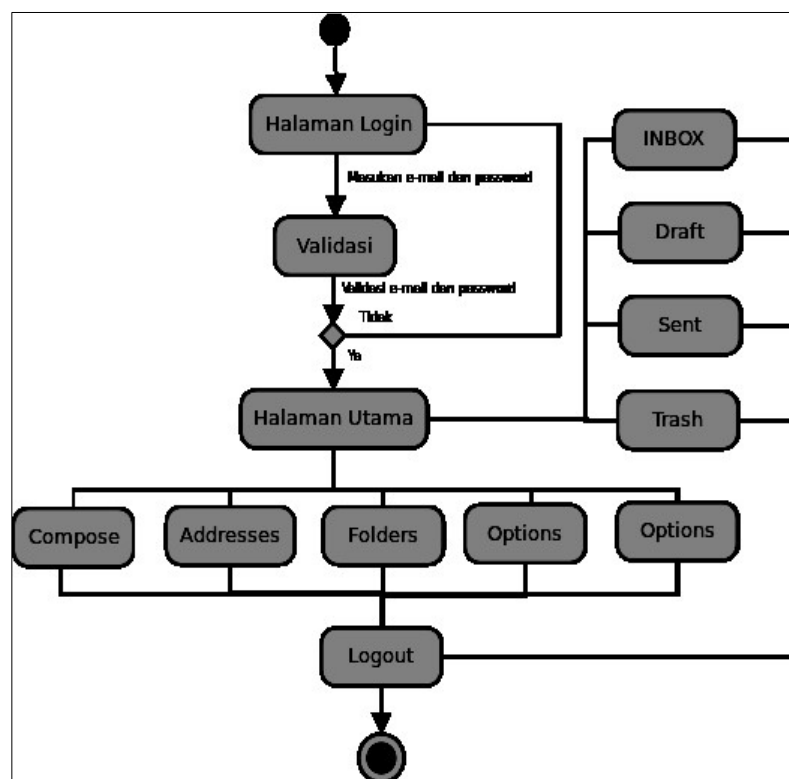 Halaman Login
INBOX
Masukan e-mail dan password
Draft
Validasi
Validasi e-mail dan password
Tidak
Sent
Ya
Halaman Utama
Trash
Compose
Addresses
Folders
Options
Options
Logout